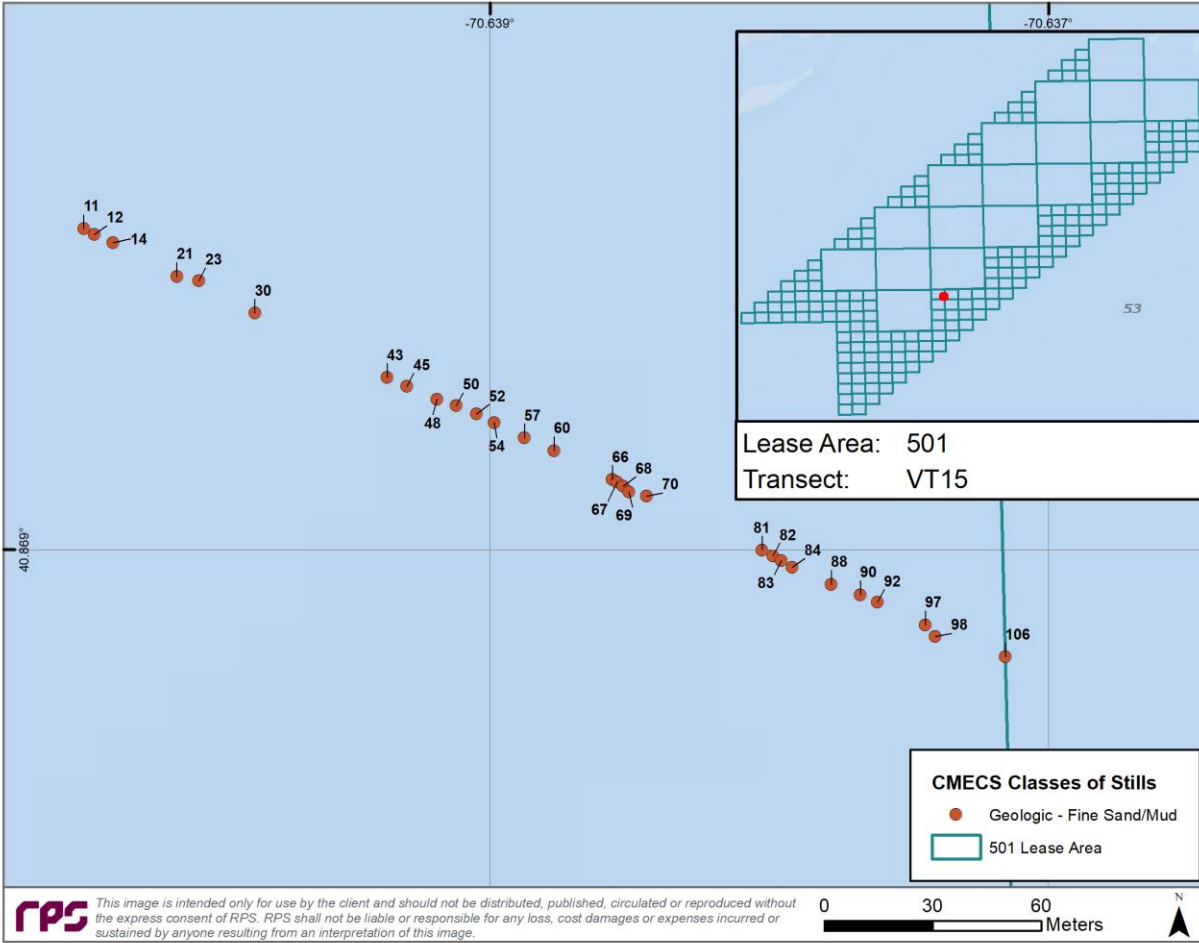 -70.639°
-70.637°
53
Lease Area: 501
Transect: VT15
11
12
14
21
23
30
43
45
48
50
52
54
57
60
66
67
68
69
70
40.869°
81
82
83
84
88
90
92
97
98
106
CMECS Classes of Stills
Geologic - Fine Sand/Mud
501 Lease Area
rps
This image is intended only for use by the client and should not be distributed, published, circulated or reproduced without
the express consent of RPS. RPS shall not be liable or responsible for any loss, cost damages or expenses incurred or
sustained by anyone resulting from an interpretation of this image.
0 30 60
Meters
N